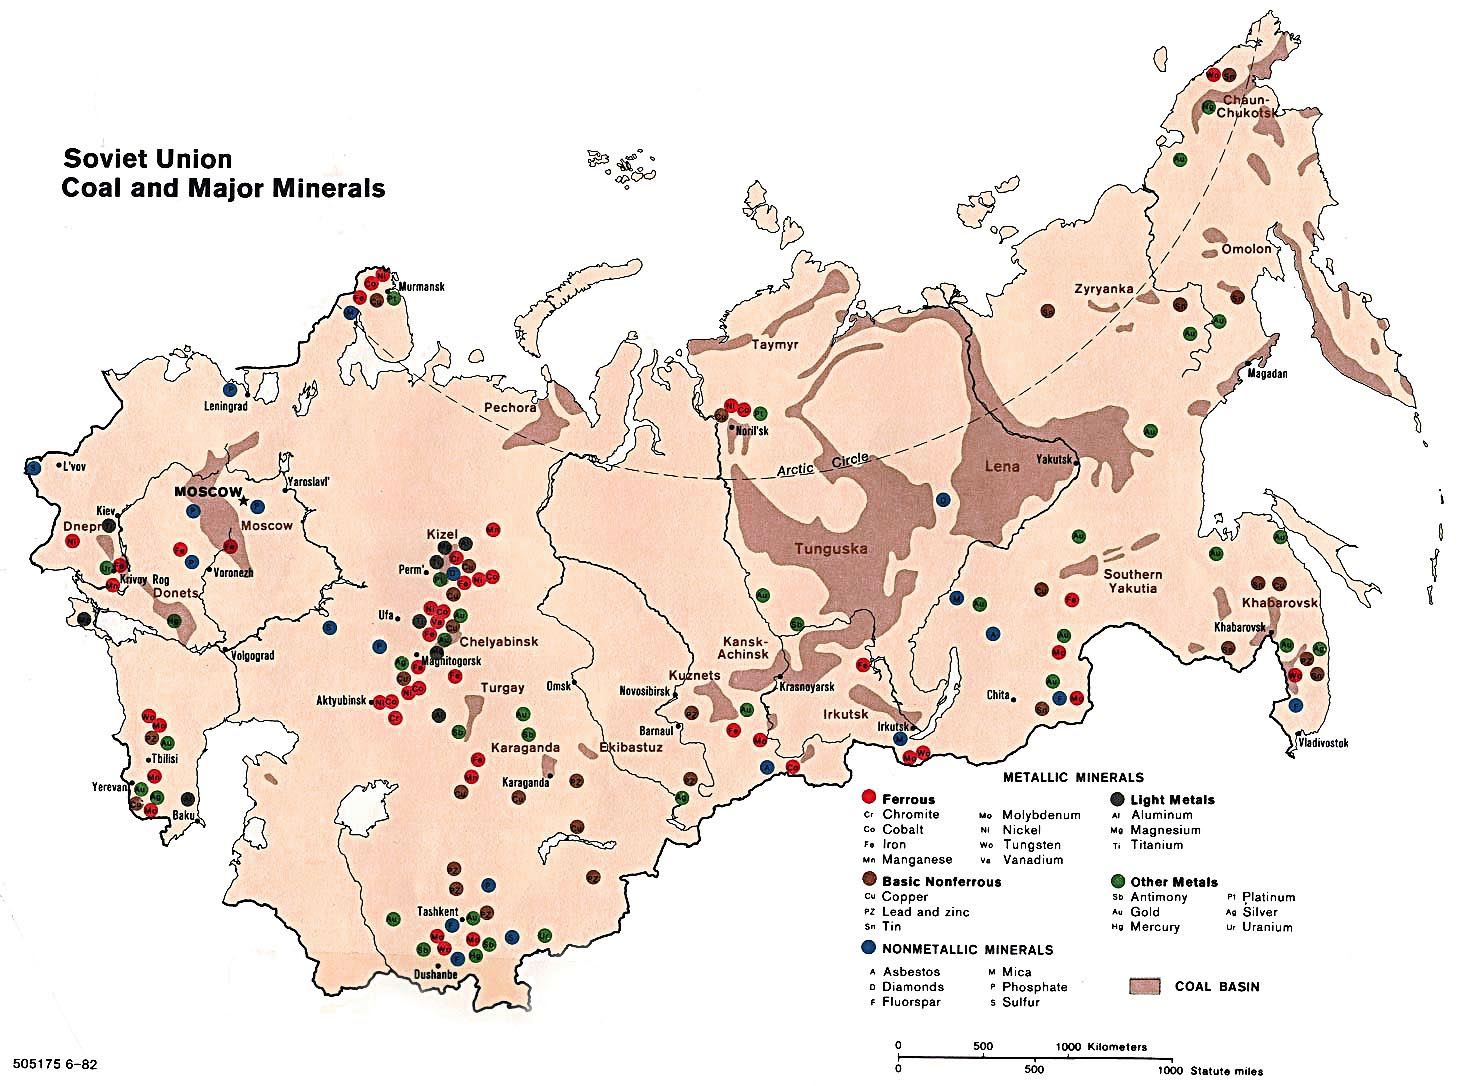 Soviet Union
Coal and Major Minerals
Chaun-
Chukotsk
Omolon
Zyryanka
Magadan
Murmansk
Taymyr
Leningrad
Pechora
Noril'sk
Arctic Circle
Lena
Yakutsk
L'vov
MOSCOW
Yaroslavl'
Moscow
Kiev
Dnepr
Kizel
Perm'
Tunguska
Krivoy Rog
Voronezh
Donets
Southern
Yakutia
Khabarovsk
Khabarovsk
Ufa
Chelyabinsk
Kansk-
Achinsk
Volgograd
Magnitogorsk
Kuznets
Krasnoyarsk
Omsk
Novosibirsk
Chita
Aktyubinsk
Turgay
Irkutsk
Irkutsk
Barnaul
Vladivostok
Karaganda
Ekibastuz
Tbilisi
Karaganda
Yerevan
Baku
Tashkent
Dushanbe
METALLIC MINERALS
Ferrous
Cr Chromite
Co Cobalt
Fe Iron
Mn Manganese
Mo Molybdenum
Ni Nickel
Wo Tungsten
Va Vanadium
Light Metals
Al Aluminum
Mg Magnesium
Ti Titanium
Basic Nonferrous
Cu Copper
PZ Lead and zinc
Sn Tin
Other Metals
Sb Antimony
Au Gold
Hg Mercury
Pt Platinum
Ag Silver
Ur Uranium
NONMETALLIC MINERALS
A Asbestos
D Diamonds
F Fluorspar
M Mica
P Phosphate
S Sulfur
COAL BASIN
0 500 1000 Kilometers
0 500 1000 Statute miles
505175 6-82